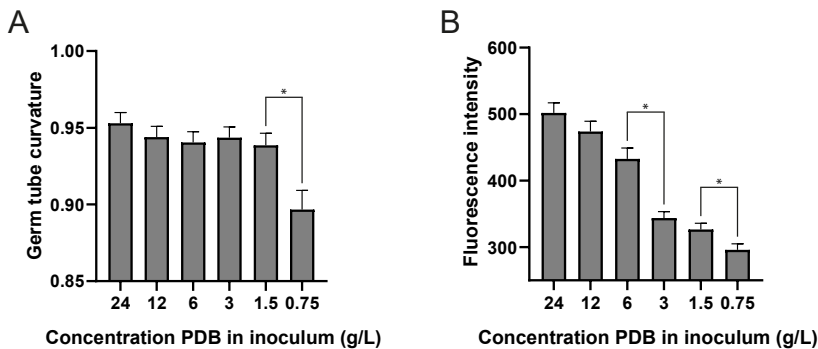 A
1.00
0.95
0.90
0.85
Germ tube curvature
*
24 12 6 3 1.5 0.75
Concentration PDB in inoculum (g/L)
B
600
500
400
300
Fluorescence intensity
*
*
24 12 6 3 1.5 0.75
Concentration PDB in inoculum (g/L)